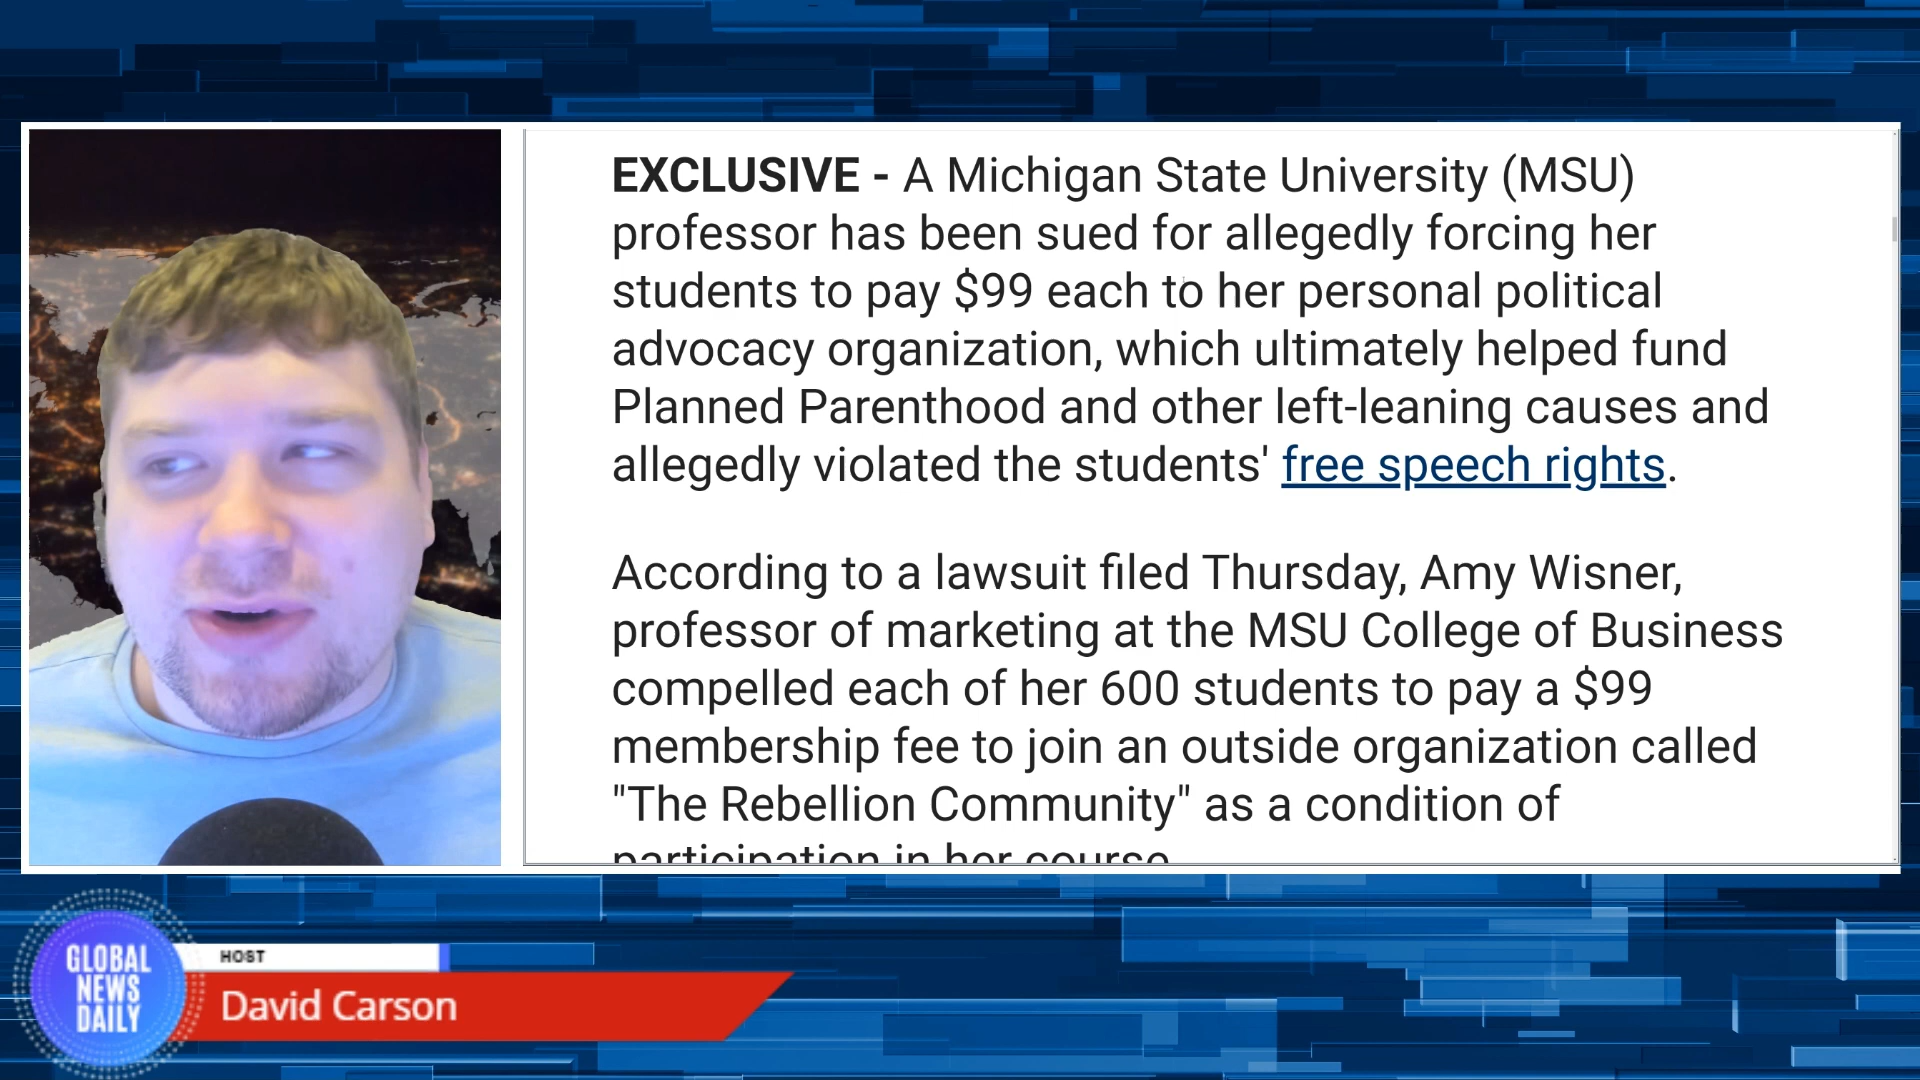 EXCLUSIVE - A Michigan State University (MSU)
professor has been sued for allegedly forcing her
students to pay $99 each to her personal political
advocacy organization, which ultimately helped fund
Planned Parenthood and other left-leaning causes and
allegedly violated the students' free speech rights.
According to a lawsuit filed Thursday, Amy Wisner,
professor of marketing at the MSU College of Business
compelled each of her 600 students to pay a $99
membership fee to join an outside organization called
"The Rebellion Community" as a condition of
participation in her course
GLOBAL
NEWS
DAILY
HOST
David Carson